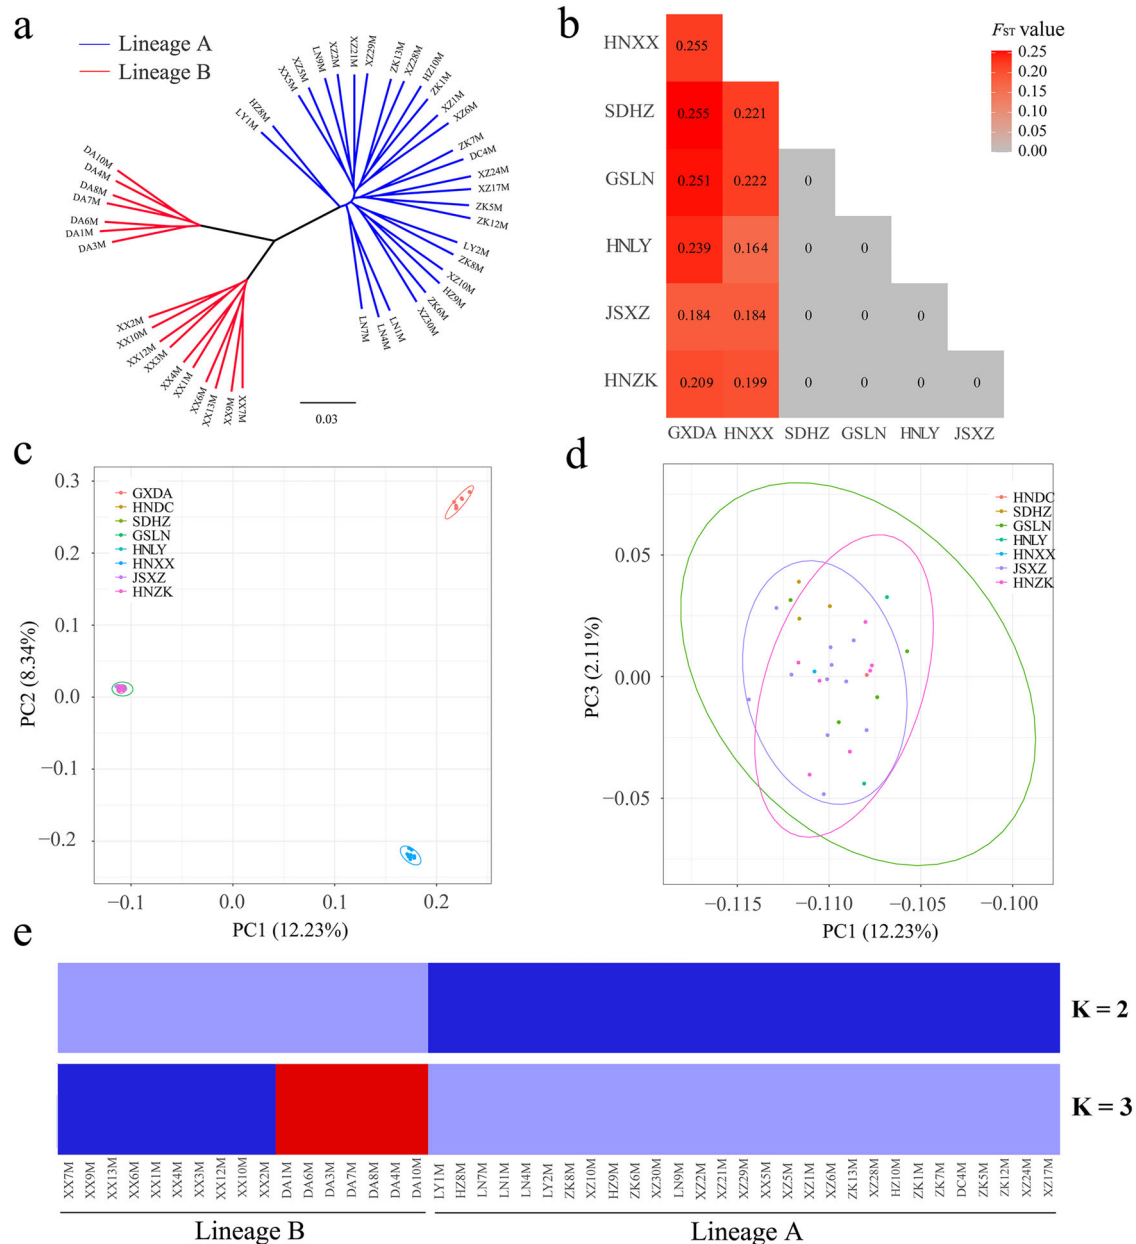 a
Lineage A
Lineage B
LY1M
HZ8M
XX5M
XZ5M
LN9M
XZ2M
XZ21M
XZ29M
ZK13M
XZ28M
HZ10M
ZK1M
XZ1M
XZ6M
ZK7M
DC4M
XZ24M
XZ17M
ZK5M
ZK12M
LY2M
ZK8M
XZ10M
HZ9M
ZK6M
XZ30M
LN1M
LN4M
LN7M
DA10M
DA4M
DA8M
DA7M
DA6M
DA1M
DA3M
XX2M
XX10M
XX12M
XX3M
XX4M
XX1M
XX6M
XX13M
XX9M
XX7M
0.03
b
FST value
0.25
0.20
0.15
0.10
0.05
0.00
HNXX 0.255
SDHZ 0.255 0.221
GSLN 0.251 0.222 0
HNLY 0.239 0.164 0 0
JSXZ 0.184 0.184 0 0 0
HNZK 0.209 0.199 0 0 0 0
GXDA HNXX SDHZ GSLN HNLY JSXZ
c
GXDA
HNDC
SDHZ
GSLN
HNLY
HNXX
JSXZ
HNZK
PC2 (8.34%)
0.3
0.2
0.1
0.0
−0.1
−0.2
−0.1 0.0 0.1 0.2
PC1 (12.23%)
d
HNDC
SDHZ
GSLN
HNLY
HNXX
JSXZ
HNZK
PC3 (2.11%)
0.05
0.00
−0.05
−0.115 −0.110 −0.105 −0.100
PC1 (12.23%)
e
K = 2
K = 3
XX7M XX9M XX13M XX6M XX1M XX4M XX3M XX12M XX10M XX2M DA1M DA6M DA3M DA7M DA8M DA4M DA10M LY1M HZ8M LN7M LN1M LN4M LY2M ZK8M XZ10M HZ9M ZK6M XZ30M LN9M XZ2M XZ21M XZ29M XX5M XZ5M XZ1M XZ6M ZK13M XZ28M HZ10M ZK1M ZK7M DC4M ZK5M ZK12M XZ24M XZ17M
Lineage B Lineage A